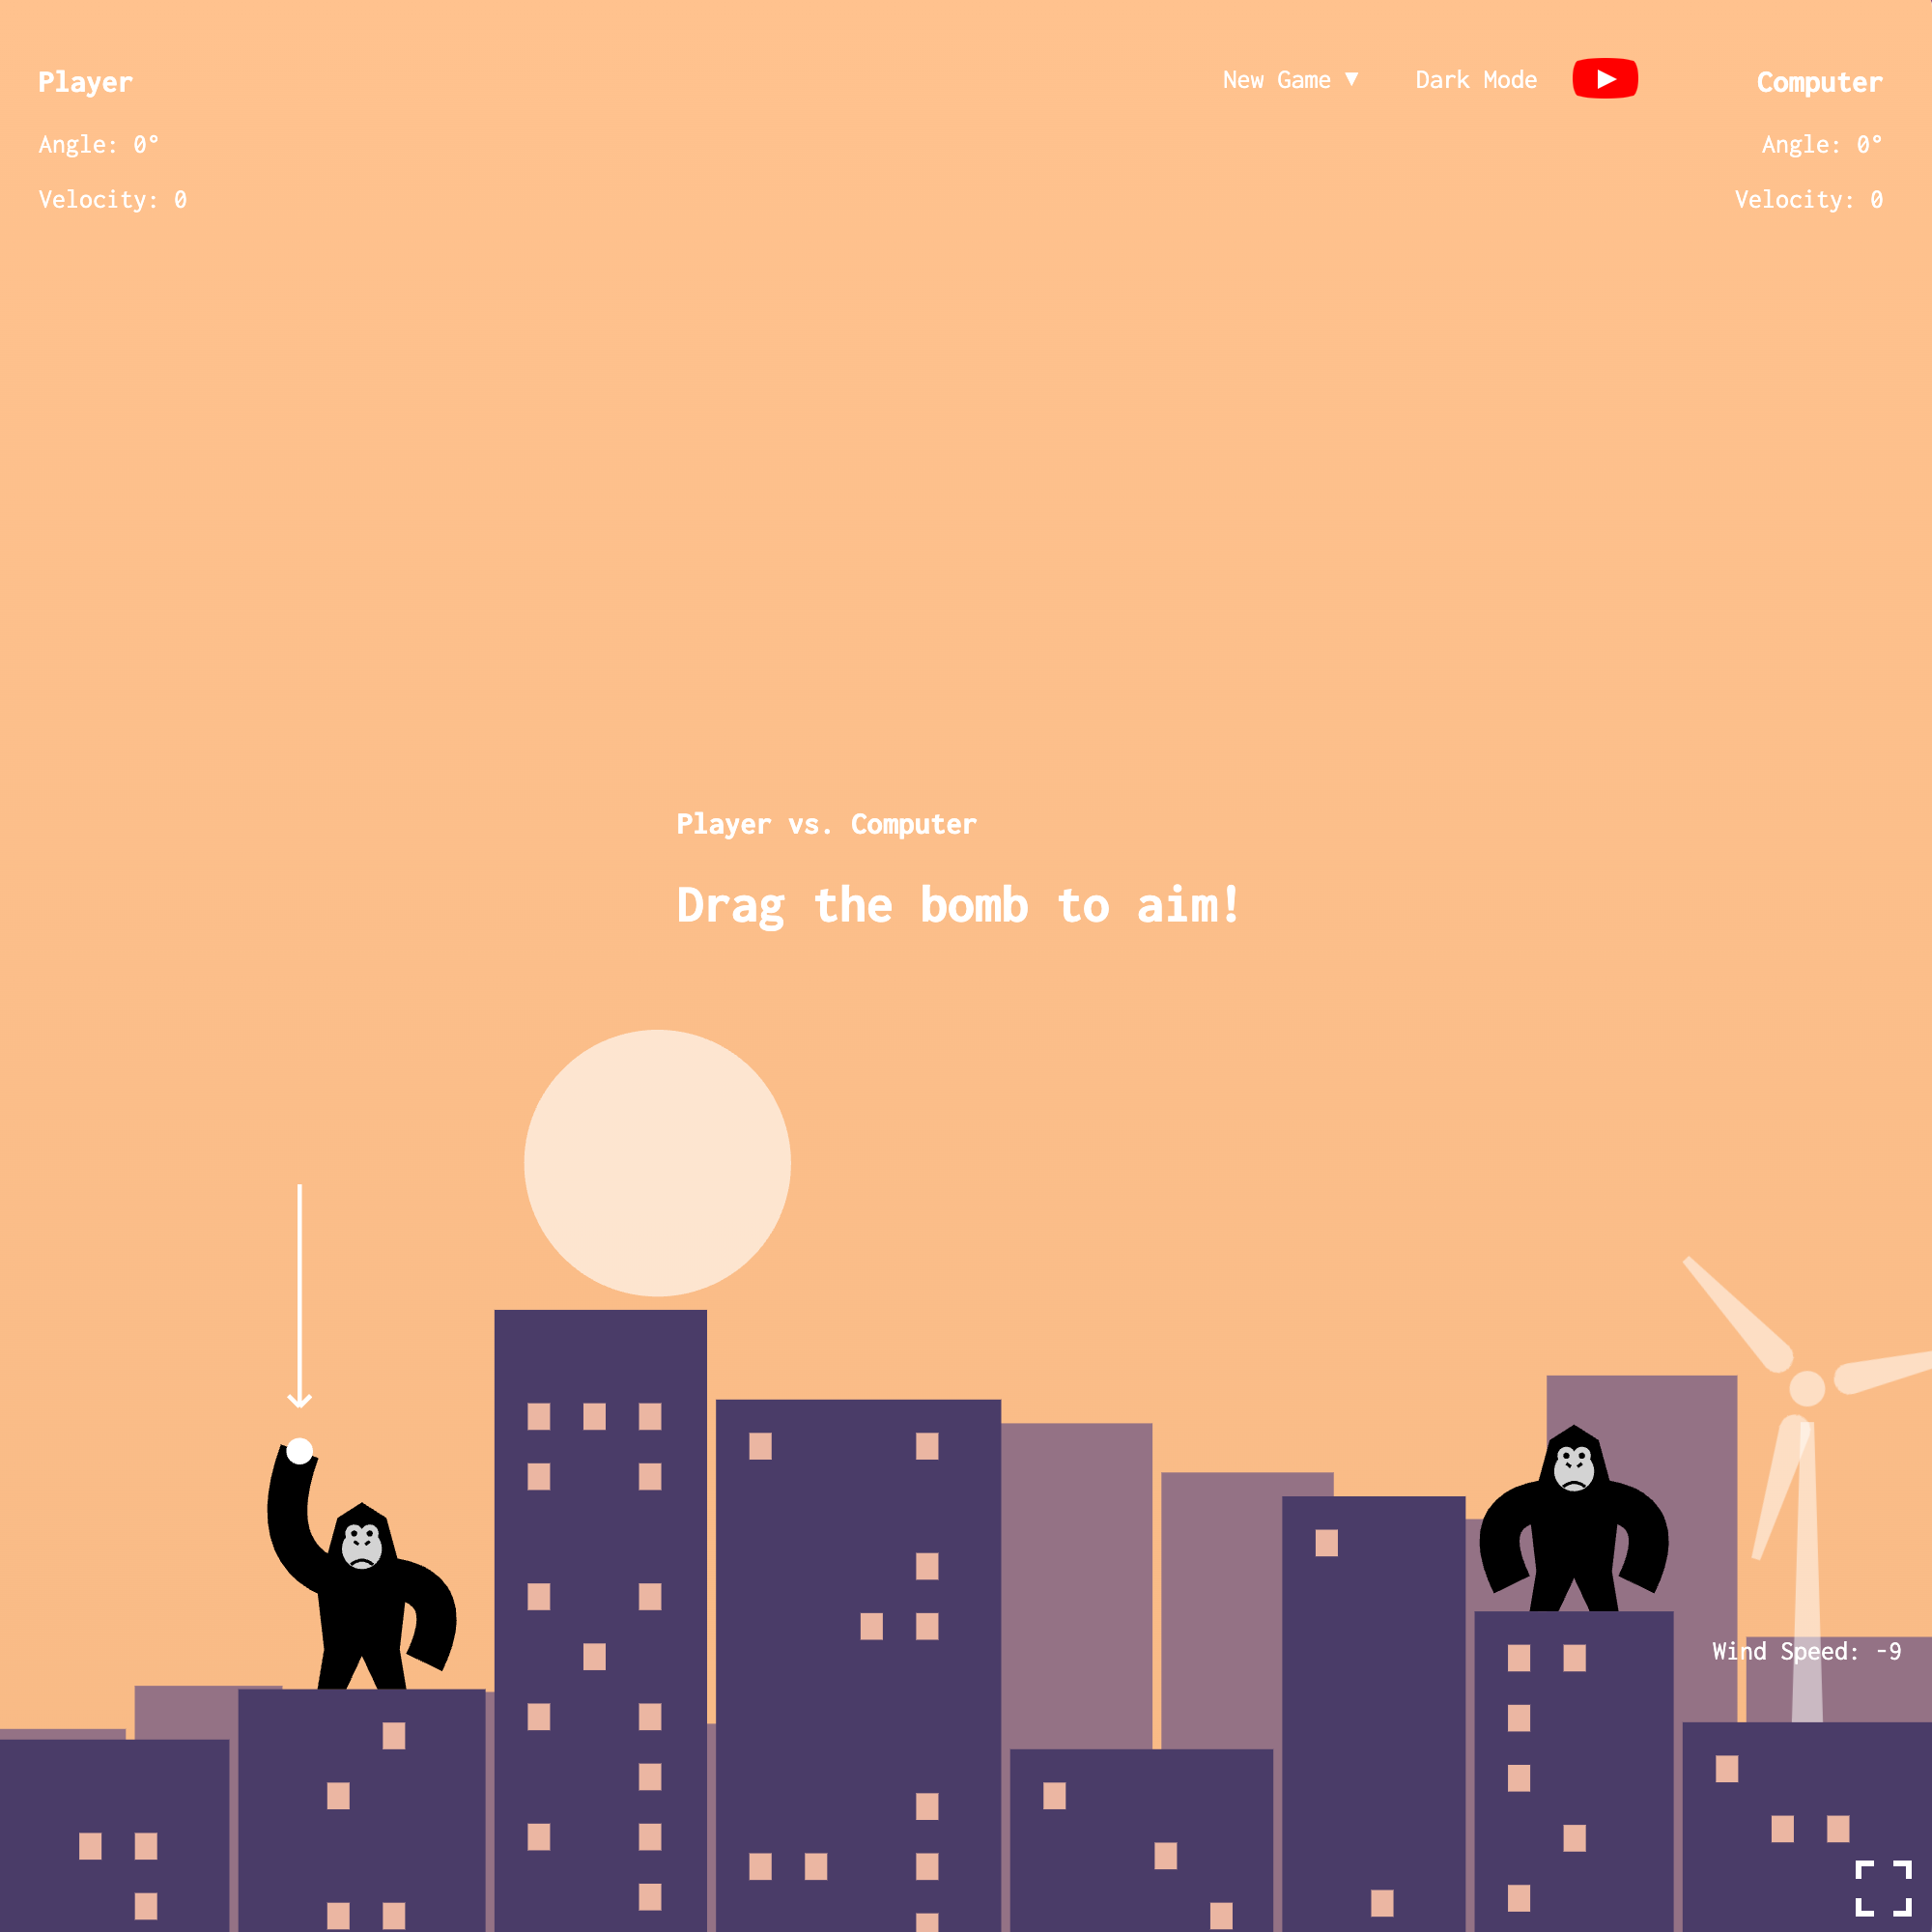 Player
Angle: 0°
Velocity: 0
New Game ▼
Dark Mode
Computer
Angle: 0°
Velocity: 0
Player vs. Computer
Drag the bomb to aim!
Wind Speed: -9